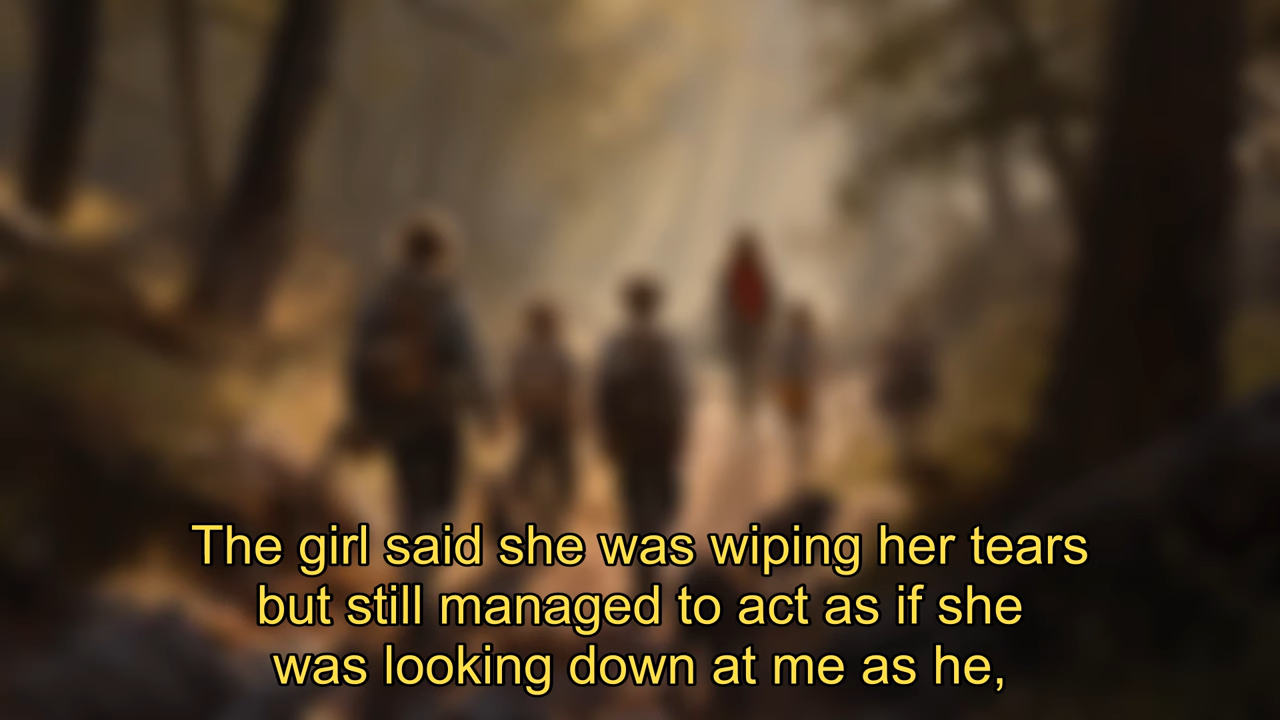 The girl said she was wiping her tears
but still managed to act as if she
was looking down at me as he,